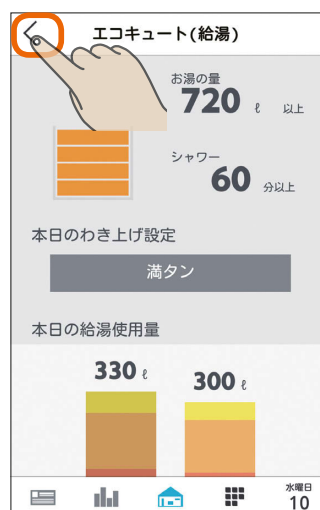 エコキュート(給湯)
お湯の量
720 ℓ 以上
シャワー
60 分以上
本日のわき上げ設定
満タン
本日の給湯使用量
330 ℓ
300 ℓ
水曜日
10